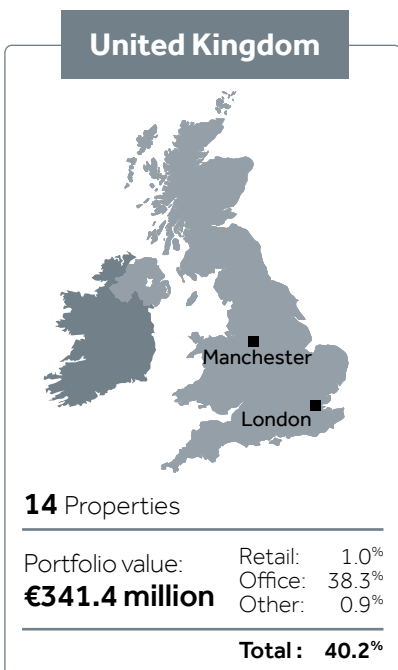 United Kingdom
Manchester
London
14 Properties
Portfolio value:
€341.4 million
Retail: 1.0%
Office: 38.3%
Other: 0.9%
Total: 40.2%